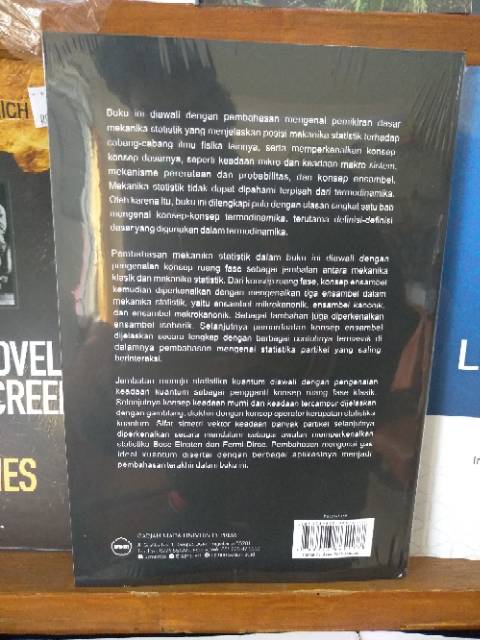 Buku ini diawali dengan pembahasan mengenai pemikiran dasar
mekanika statistik yang menjelaskan posisi mekanika statistik terhadap
cabang-cabang ilmu fisika lainnya, serta memperkenalkan konsep
konsep dasarnya, seperti keadaan mikro dan keadaan makro sistem,
mekanisme pererataan dan probabilitas, dan konsep ensambel.
Mekanika statistik tidak dapat dipahami terpisah dari termodinamika.
Oleh karena itu, buku ini dilengkapi pula dengan ulasan singkat satu bab
mengenai konsep-konsep termodinamika, terutama definisi-definisi
dasar yang digunakan dalam termodinamika.
Pembahasan mekanika statistik dalam buku ini diawali dengan
pengenalan konsep ruang fase sebagai jembatan antara mekanika
klasik dan mekanika statistik. Dari konsep ruang fase, konsep ensambel
kemudian diperkenalkan dengan mengenalkan tiga ensambel dalam
mekanika statistik, yaitu ensambel mikrokanonik, ensambel kanonik,
dan ensambel makrokanonik. Sebagai tambahan juga diperkenalkan
ensambel isobarik. Selanjutnya pemanfaatan konsep ensambel
dijelaskan secara lengkap dengan berbagai contohnya termasuk di
dalamnya pembahasan mengenai statistika partikel yang saling
berinteraksi.
Jembatan menuju statistika kuantum diawali dengan pengenalan
keadaan kuantum sebagai pengganti konsep ruang fase klasik.
Selanjutnya konsep keadaan murni dan keadaan tercampur dijelaskan
dengan gamblang, diakhiri dengan konsep operator kerapatan statistika
kuantum. Sifat simetri vektor keadaan banyak partikel selanjutnya
diperkenalkan secara mendalam sebagai awalan memperkenalkan
statistika Bose Einstein dan Fermi Dirac. Pembahasan mengenai gas
ideal kuantum disertai dengan berbagai aplikasinya menjadi
pembahasan terakhir dalam buku ini.
GADJAH MADA UNIVERSITY PRESS
RICH
OVEL
CREE
IES
L